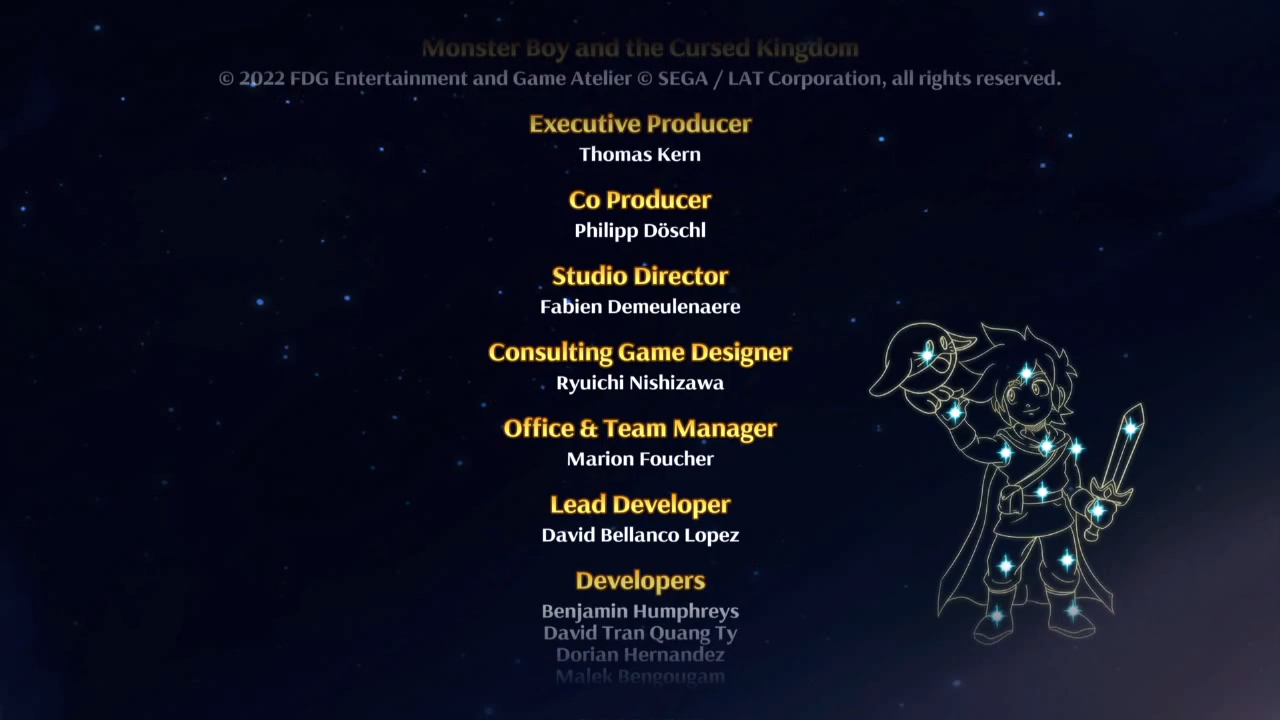 Monster Boy and the Cursed Kingdom
© 2022 FDG Entertainment and Game Atelier © SEGA / LAT Corporation, all rights reserved.
Executive Producer
Thomas Kern
Co Producer
Philipp Döschl
Studio Director
Fabien Demeulenaere
Consulting Game Designer
Ryuichi Nishizawa
Office & Team Manager
Marion Foucher
Lead Developer
David Bellanco Lopez
Developers
Benjamin Humphreys
David Tran Quang Ty
Dorian Hernandez
Malek Bengougam